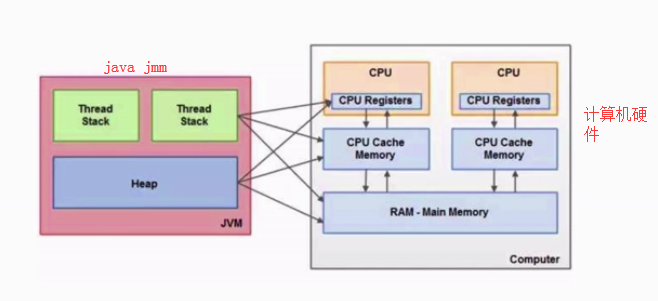 java jmm
Thread
Stack
Thread
Stack
Heap
JVM
CPU
CPU Registers
CPU Cache
Memory
CPU
CPU Registers
CPU Cache
Memory
RAM - Main Memory
Computer
计算机硬
件